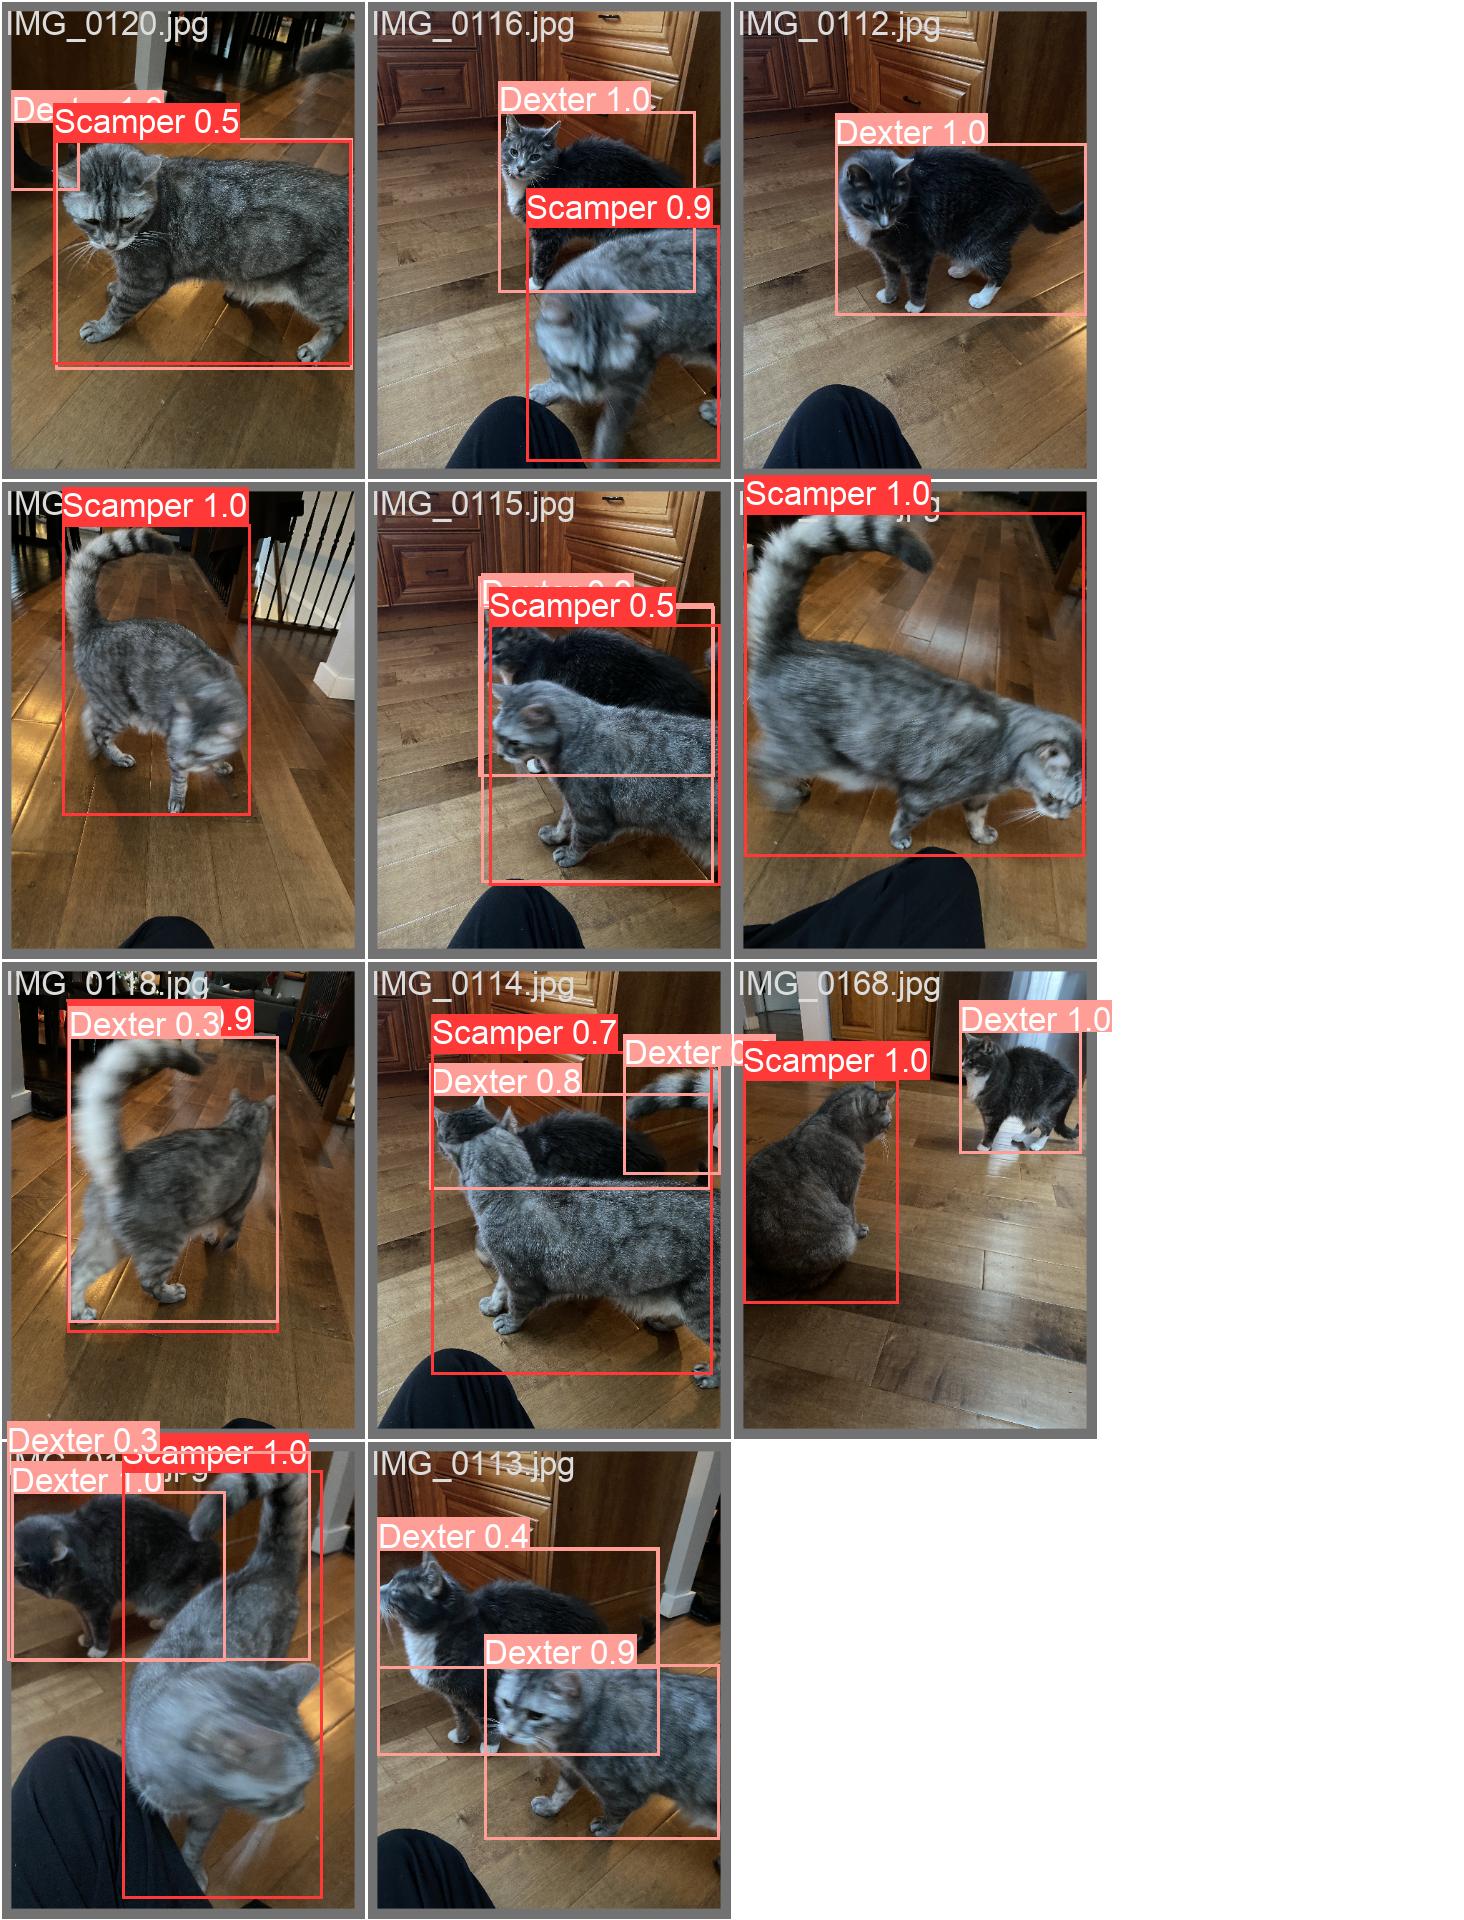 IMG_0120.jpg
Scamper 0.5
IMG_0116.jpg
Dexter 1.0
Scamper 0.9
IMG_0112.jpg
Dexter 1.0
Scamper 1.0
IMG_0115.jpg
Scamper 0.5
Scamper 1.0
IMG_0118.jpg
Dexter 0.3
IMG_0114.jpg
Scamper 0.7
Dexter
Dexter 0.8
IMG_0168.jpg
Dexter 1.0
Scamper 1.0
Dexter 0.3
Scamper 1.0
Dexter 1.0
IMG_0113.jpg
Dexter 0.4
Dexter 0.9